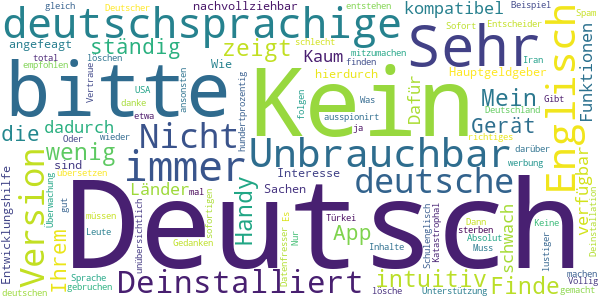 gleich Deutscher nachvollziehbar entstehen Beispiel
deutschsprachige kompatibel Sofort Entscheider Spam
angefeagt ständig zeigt Sehr schlecht mitzumachen
total empfohlen löschen Kaum finden Hauptgeldgeber Iran
Vertraue USA Wie hierdurch Dafür Englisch Funktionen
bitte Kein Was folgen Mein Gibt
danke ansonsten ausspionirt ja Deutschland
etwa hundertprozentig Gerät richtiges
die dadurch Nicht Unbrauchbar darüber
Oder wieder werbung
Version wenig immer deutsche verfügbar
sind Interesse
Entwicklungshilfe Überwachung übersetzen Länder mal Sachen
Ihrem gut unübersichtlich Handy Deutsch schwach Deinstallation
müssen sofortigen Türkei Schulenglisch Katastrophal Dann sterben Keine
Leute Gedanken App Datenfresser Es Inhalte Absolut lustiger
Sprache Nur intuitiv Muss machen
deutschen gebruchen Deinstalliert lösche Unterstützung Finde gemacht Völlig